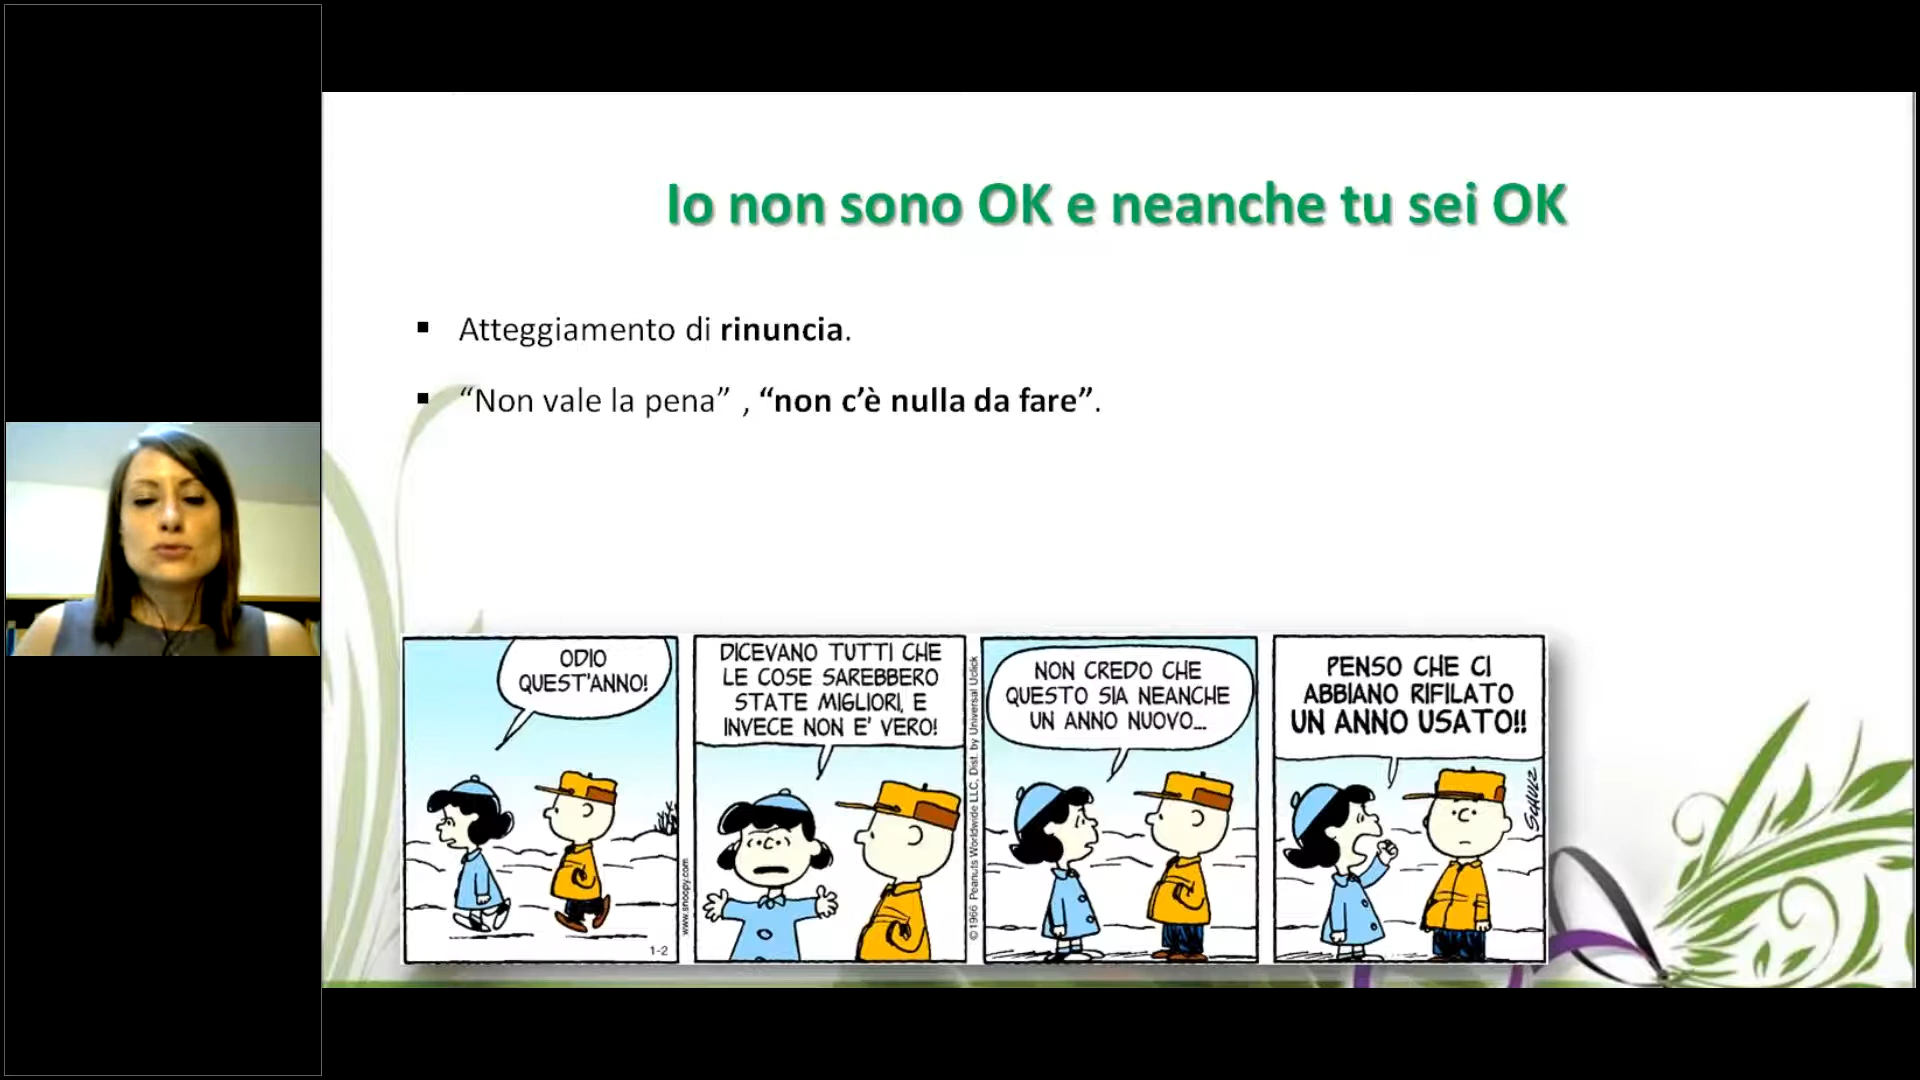 Io non sono OK e neanche tu sei OK
▪ Atteggiamento di rinuncia.
▪ “Non vale la pena” , “non c’è nulla da fare”.
ODIO
QUEST'ANNO!
1-2
www.snoopy.com
DICEVANO TUTTI CHE
LE COSE SAREBBERO
STATE MIGLIORI, E
INVECE NON E' VERO!
© 1966 Peanuts Worldwide LLC, Dist. by Universal Uclick
NON CREDO CHE
QUESTO SIA NEANCHE
UN ANNO NUOVO...
PENSO CHE CI
ABBIANO RIFILATO
UN ANNO USATO!!
SCHULZ